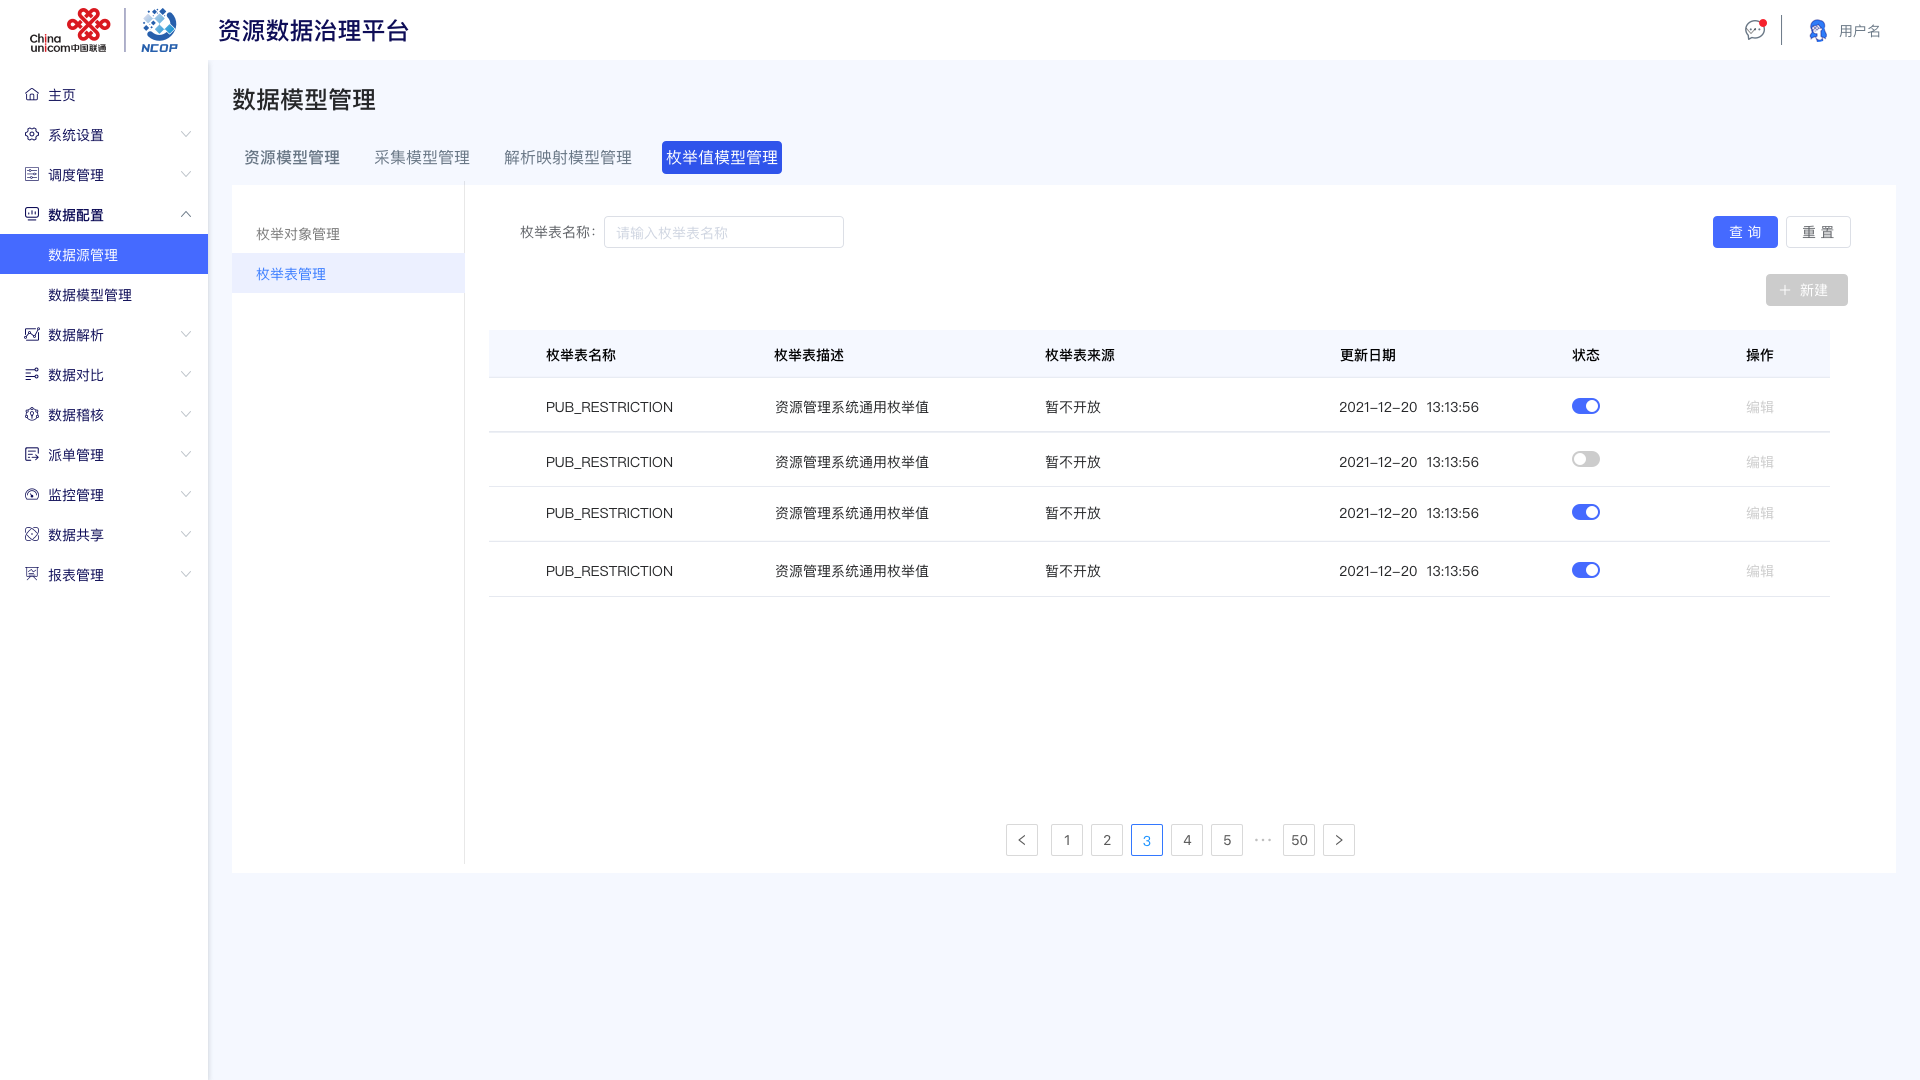 China
unicom中国联通
NCOP
资源数据治理平台
用户名
主页
系统设置
调度管理
数据配置
数据源管理
数据模型管理
数据解析
数据对比
数据稽核
派单管理
监控管理
数据共享
报表管理
数据模型管理
资源模型管理 采集模型管理 解析映射模型管理 枚举值模型管理
枚举对象管理
枚举表管理
枚举表名称： 请输入枚举表名称 查 询 重 置
+ 新建
枚举表名称 枚举表描述 枚举表来源 更新日期 状态 操作
PUB_RESTRICTION 资源管理系统通用枚举值 暂不开放 2021-12-20 13:13:56 编辑
PUB_RESTRICTION 资源管理系统通用枚举值 暂不开放 2021-12-20 13:13:56 编辑
PUB_RESTRICTION 资源管理系统通用枚举值 暂不开放 2021-12-20 13:13:56 编辑
PUB_RESTRICTION 资源管理系统通用枚举值 暂不开放 2021-12-20 13:13:56 编辑
< 1 2 3 4 5 ··· 50 >